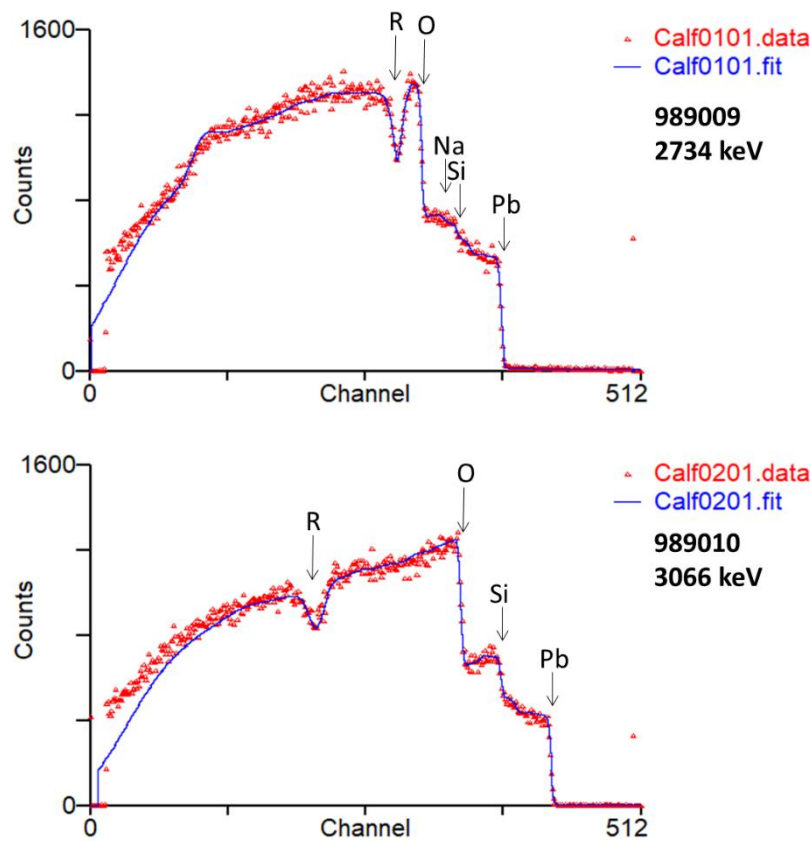 1600
R
O
Na
Si
Pb
Calf0101.data
Calf0101.fit
989009
2734 keV
Counts
0
0
Channel
512
1600
R
O
Si
Pb
Calf0201.data
Calf0201.fit
989010
3066 keV
Counts
0
0
Channel
512